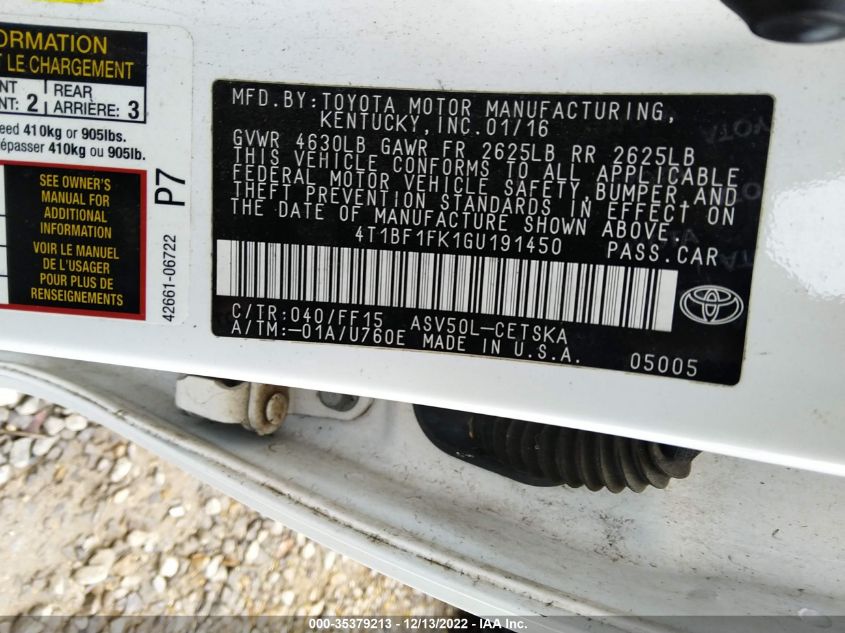 ORMATION
T LE CHARGEMENT
NT
NT: 2
REAR
ARRIÈRE: 3
eed 410kg or 905lbs.
épasser 410kg ou 905lb.
SEE OWNER'S
MANUAL FOR
ADDITIONAL
INFORMATION
VOIR LE MANUEL
DE L'USAGER
POUR PLUS DE
RENSEIGNEMENTS
P7
42661-06722
MFD.BY:TOYOTA MOTOR MANUFACTURING,
KENTUCKY,INC.01/16
GVWR 4630LB GAWR FR 2625LB RR 2625LB
THIS VEHICLE CONFORMS TO ALL APPLICABLE
FEDERAL MOTOR VEHICLE SAFETY,BUMPER,AND
THEFT PREVENTION STANDARDS IN EFFECT ON
THE DATE OF MANUFACTURE SHOWN ABOVE.
4T1BF1FK1GU191450 PASS.CAR
C/TR:040/FF15 ASV50L-CETSKA
A/TM:-01A/U760E MADE IN U.S.A.
05005
000-35379213 - 12/13/2022 - IAA Inc.